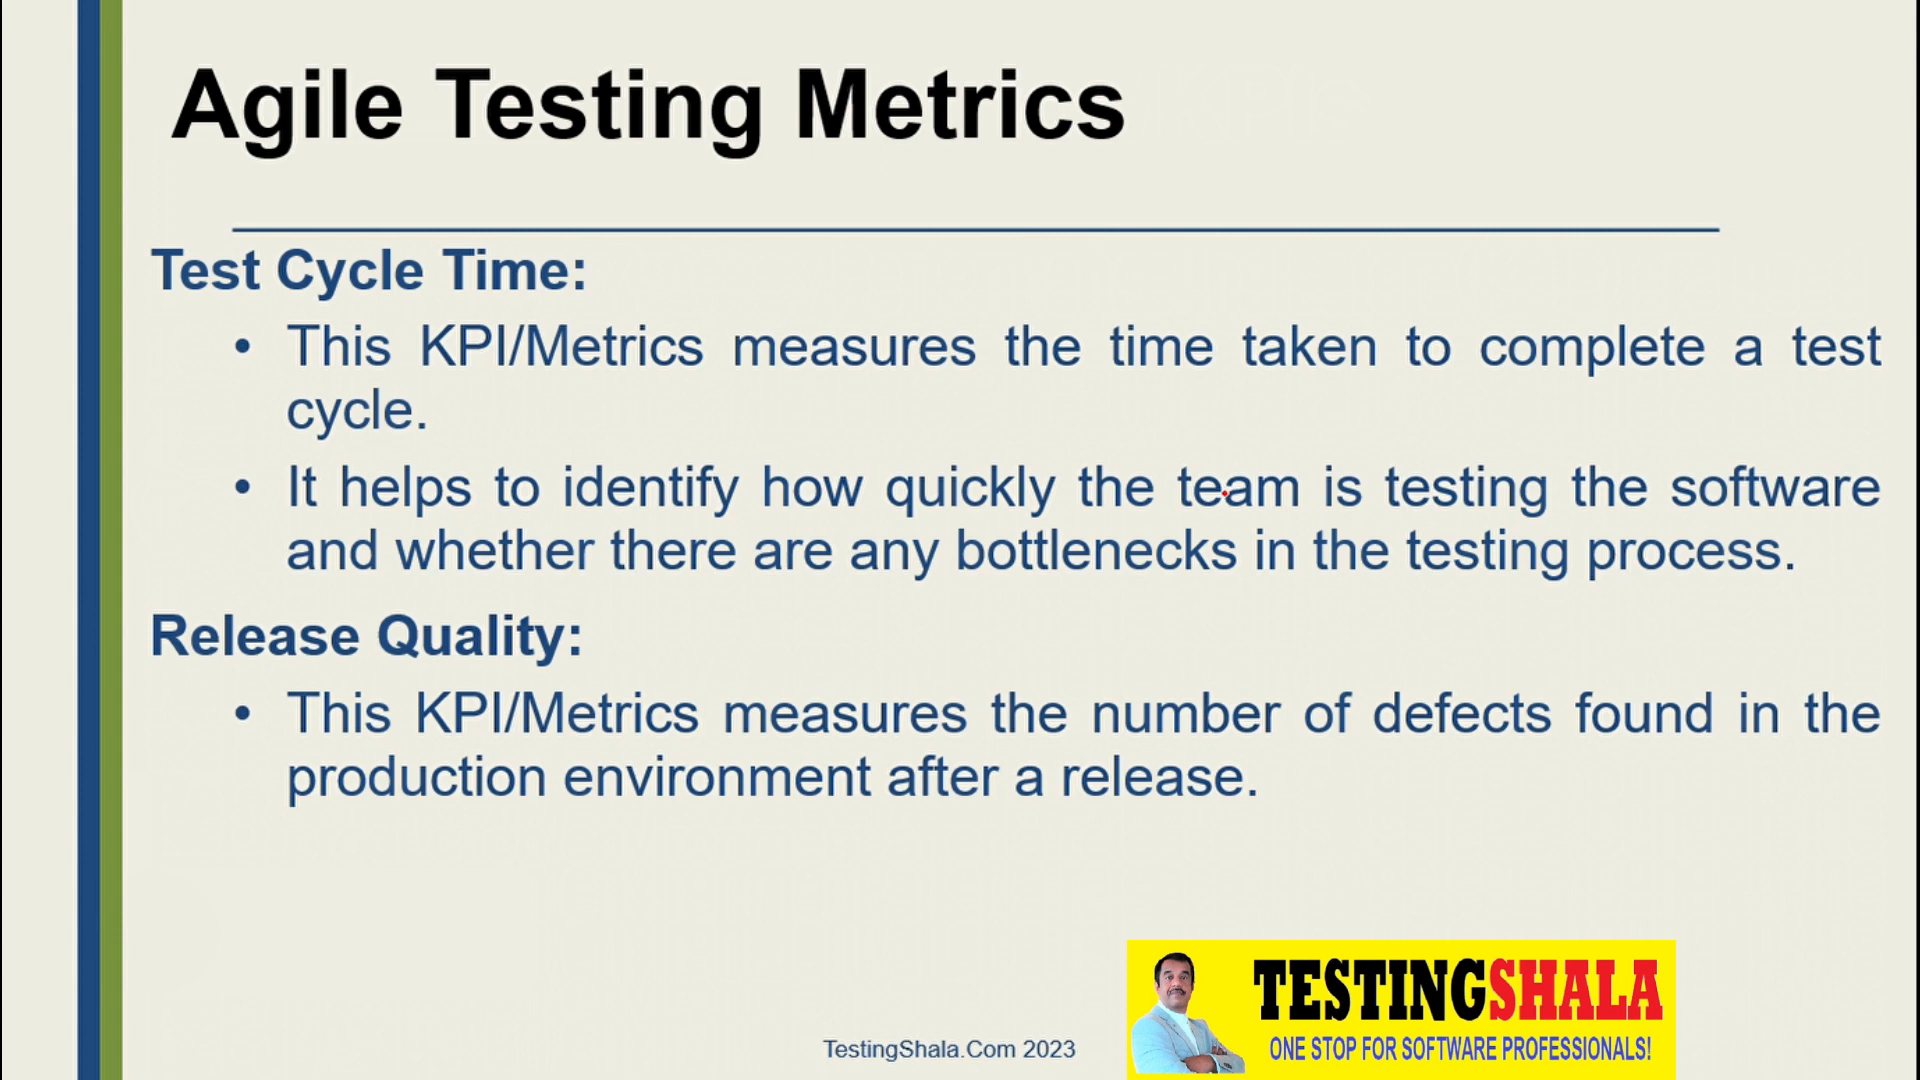 Agile Testing Metrics
Test Cycle Time:
• This KPI/Metrics measures the time taken to complete a test
cycle.
• It helps to identify how quickly the team is testing the software
and whether there are any bottlenecks in the testing process.
Release Quality:
• This KPI/Metrics measures the number of defects found in the
production environment after a release.
TestingShala.Com 2023
TESTINGSHALA
ONE STOP FOR SOFTWARE PROFESSIONALS!